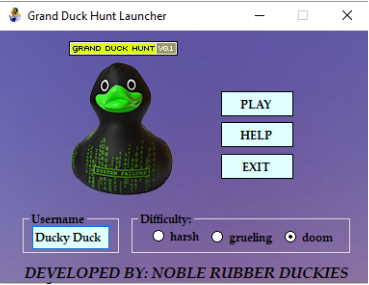 Grand Duck Hunt Launcher
GRAND DUCK HUNT V0.1
SYSTEM FAILURE
PLAY
HELP
EXIT
Username
Ducky Duck
Difficulty:
harsh grueling doom
DEVELOPED BY: NOBLE RUBBER DUCKIES